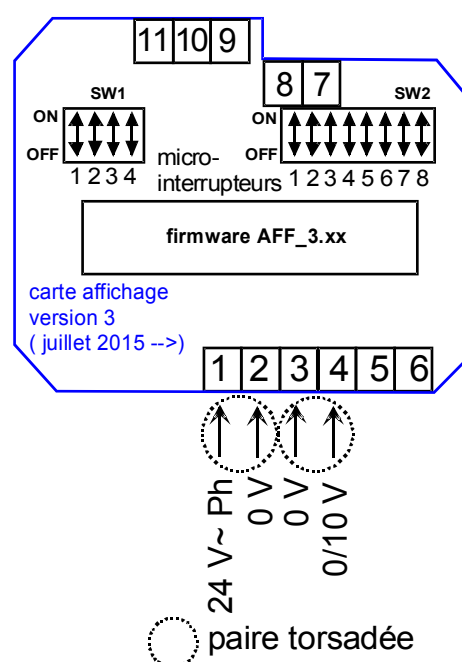 11 10 9
8 7
SW1
SW2
ON
ON
OFF
OFF
micro-
interrupteurs
1 2 3 4
1 2 3 4 5 6 7 8
firmware AFF_3.xx
carte affichage
version 3
( juillet 2015 -->)
1 2 3 4 5 6
24 V~ Ph
0 V
0 V
0/10 V
paire torsadée